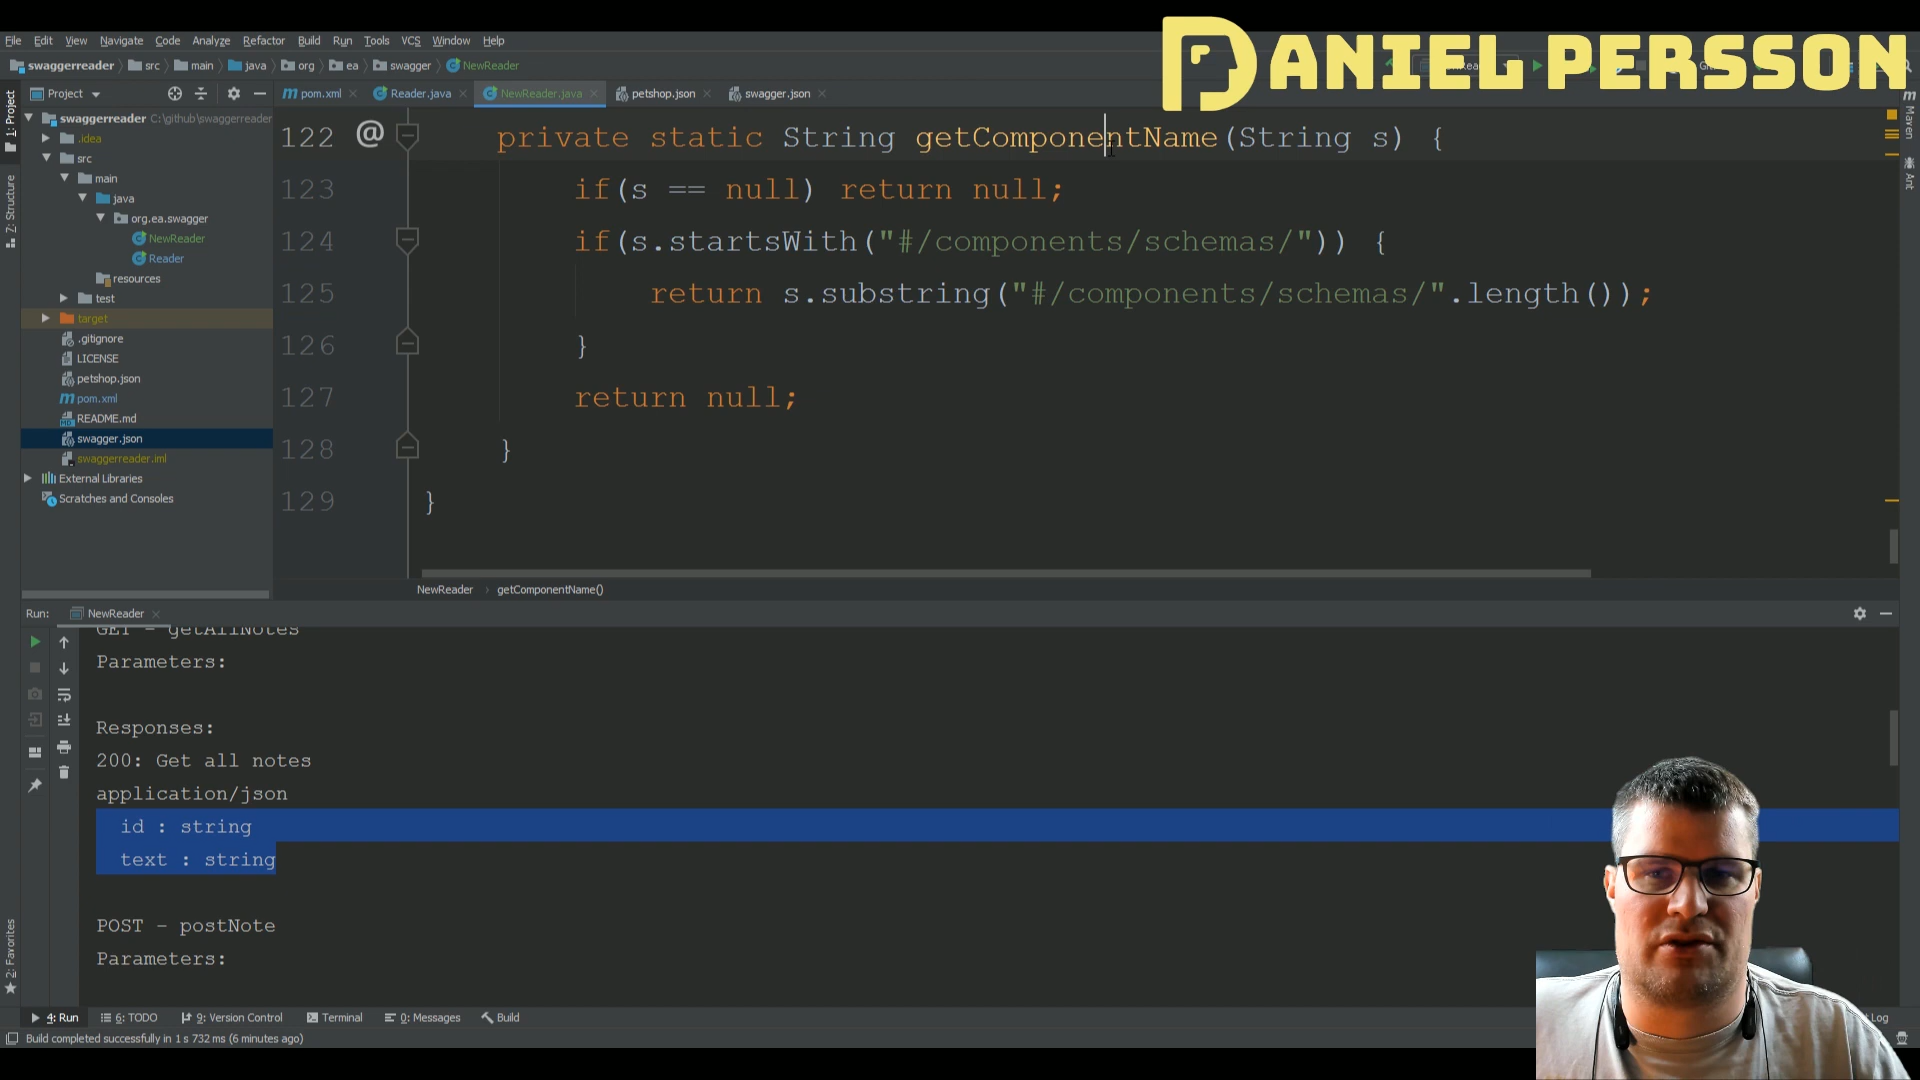 DANIEL PERSSON
File Edit View Navigate Code Analyze Refactor Build Run Tools VCS Window Help
swaggerreader src main java org ea swagger NewReader
Project
pom.xml Reader.java NewReader.java petshop.json swagger.json
1: Project
Z: Structure
2: Favorites
Maven
Ant
swaggerreader C:\github\swaggerreader
.idea
src
main
java
org.ea.swagger
NewReader
Reader
resources
test
target
.gitignore
LICENSE
petshop.json
pom.xml
README.md
swagger.json
swaggerreader.iml
External Libraries
Scratches and Consoles
122 @ private static String getComponentName(String s) {
123 if(s == null) return null;
124 if(s.startsWith("#/components/schemas/")) {
125 return s.substring("#/components/schemas/".length());
126 }
127 return null;
128 }
129 }
NewReader › getComponentName()
Run: NewReader
GET - getAllNotes
Parameters:
Responses:
200: Get all notes
application/json
id : string
text : string
POST - postNote
Parameters:
4: Run 6: TODO 9: Version Control Terminal 0: Messages Build Log
Build completed successfully in 1 s 732 ms (6 minutes ago)